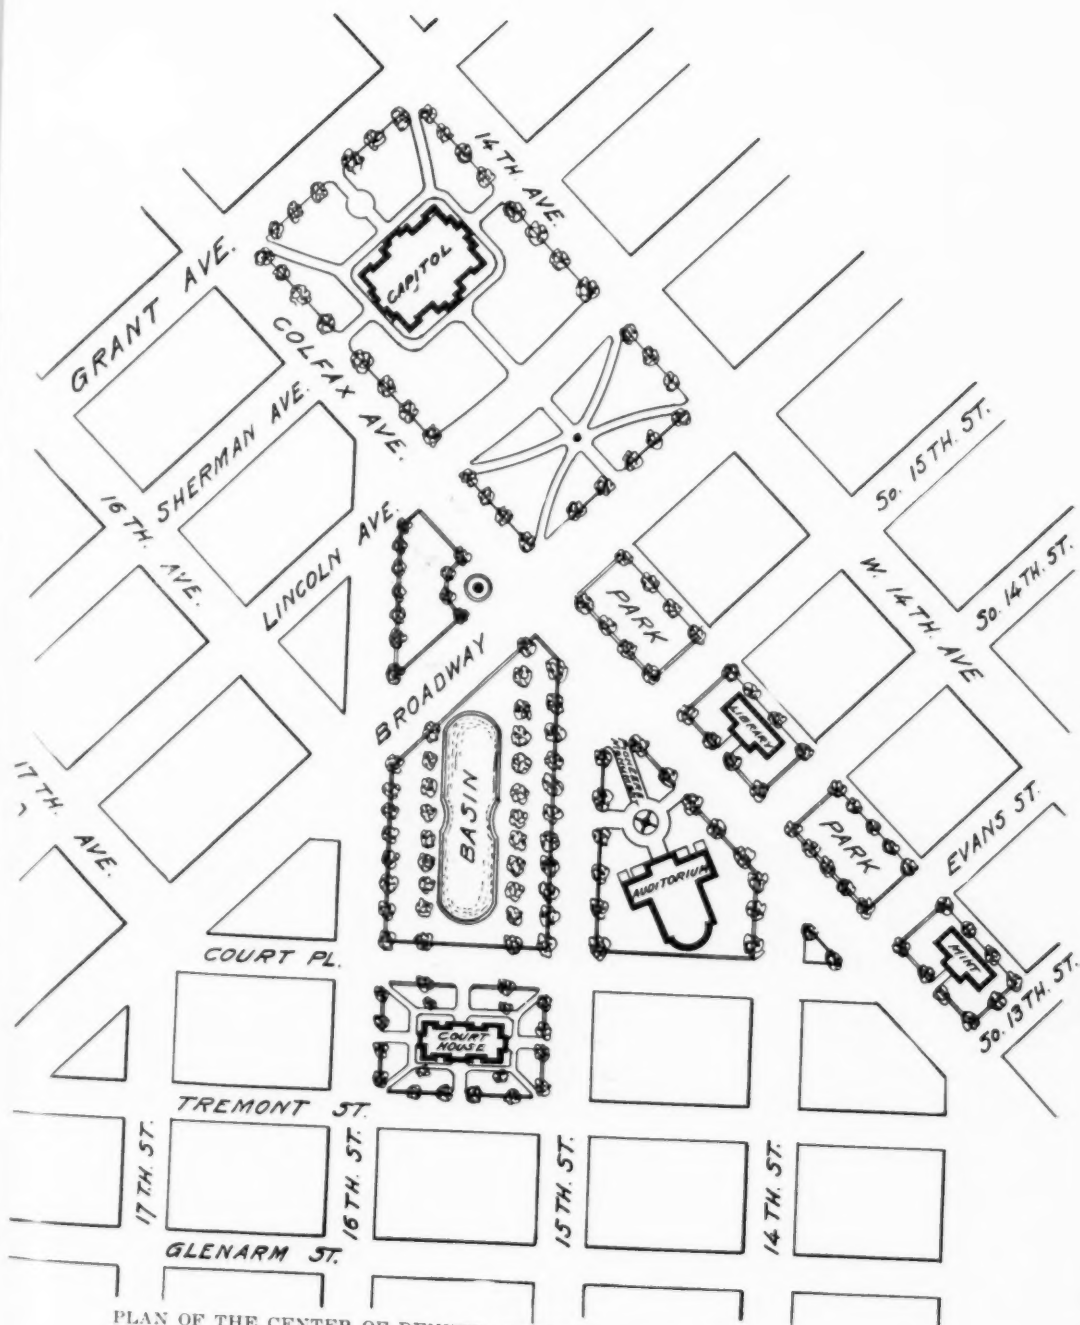 14TH. AVE.
CAPITOL
GRANT AVE.
COLFAX AVE.
SHERMAN AVE.
16TH. AVE.
LINCOLN AVE.
So. 15TH. ST.
So. 14TH. ST.
W. 14TH. AVE
PARK
BROADWAY
LIBRARY
PIONEERS
17TH. AVE.
BASIN
PARK
EVANS ST.
AUDITORIUM
MINT
So. 13TH. ST.
COURT PL.
COURT HOUSE
TREMONT ST.
17TH. ST.
16TH. ST.
15TH. ST.
14TH. ST.
GLENARM ST.
PLAN OF THE CENTER OF